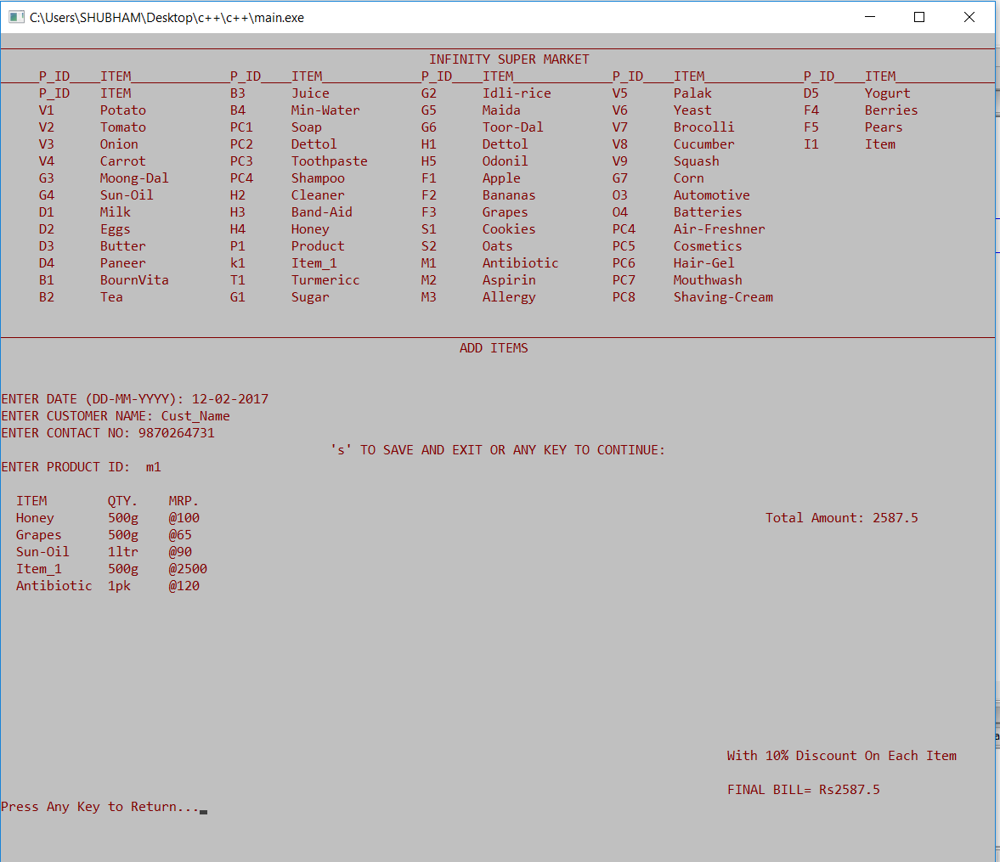 C:\Users\SHUBHAM\Desktop\c++\c++\main.exe
INFINITY SUPER MARKET
P_ID____ITEM_____________P_ID____ITEM_____________P_ID____ITEM_____________P_ID____ITEM_____________P_ID____ITEM
P_ID ITEM B3 Juice G2 Idli-rice V5 Palak D5 Yogurt
V1 Potato B4 Min-Water G5 Maida V6 Yeast F4 Berries
V2 Tomato PC1 Soap G6 Toor-Dal V7 Brocolli F5 Pears
V3 Onion PC2 Dettol H1 Dettol V8 Cucumber I1 Item
V4 Carrot PC3 Toothpaste H5 Odonil V9 Squash
G3 Moong-Dal PC4 Shampoo F1 Apple G7 Corn
G4 Sun-Oil H2 Cleaner F2 Bananas O3 Automotive
D1 Milk H3 Band-Aid F3 Grapes O4 Batteries
D2 Eggs H4 Honey S1 Cookies PC4 Air-Freshner
D3 Butter P1 Product S2 Oats PC5 Cosmetics
D4 Paneer k1 Item_1 M1 Antibiotic PC6 Hair-Gel
B1 BournVita T1 Turmericc M2 Aspirin PC7 Mouthwash
B2 Tea G1 Sugar M3 Allergy PC8 Shaving-Cream
ADD ITEMS
ENTER DATE (DD-MM-YYYY): 12-02-2017
ENTER CUSTOMER NAME: Cust_Name
ENTER CONTACT NO: 9870264731
's' TO SAVE AND EXIT OR ANY KEY TO CONTINUE:
ENTER PRODUCT ID: m1
ITEM QTY. MRP.
Honey 500g @100 Total Amount: 2587.5
Grapes 500g @65
Sun-Oil 1ltr @90
Item_1 500g @2500
Antibiotic 1pk @120
With 10% Discount On Each Item
FINAL BILL= Rs2587.5
Press Any Key to Return...